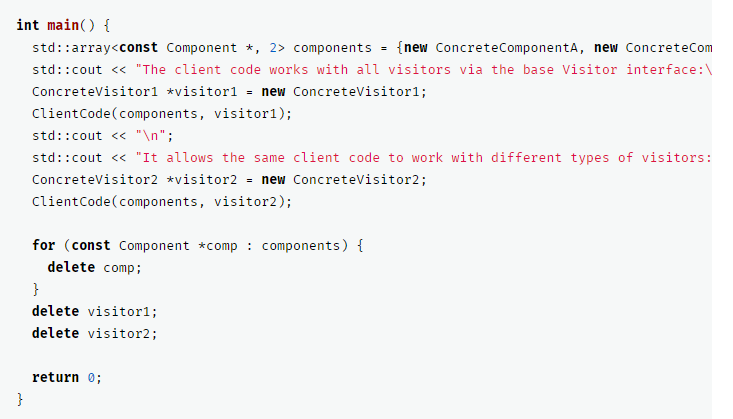 int main() {
  std::array<const Component *, 2> components = {new ConcreteComponentA, new ConcreteCom
  std::cout << "The client code works with all visitors via the base Visitor interface:\
  ConcreteVisitor1 *visitor1 = new ConcreteVisitor1;
  ClientCode(components, visitor1);
  std::cout << "\n";
  std::cout << "It allows the same client code to work with different types of visitors:
  ConcreteVisitor2 *visitor2 = new ConcreteVisitor2;
  ClientCode(components, visitor2);

  for (const Component *comp : components) {
    delete comp;
  }
  delete visitor1;
  delete visitor2;

  return 0;
}